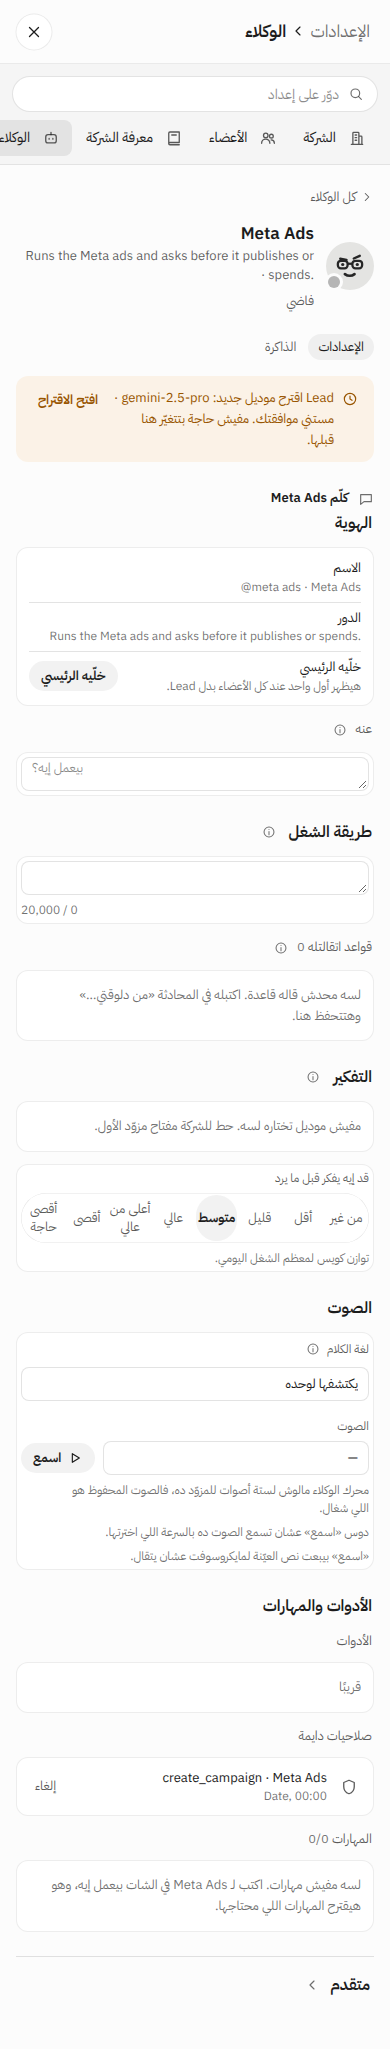 الإعدادات › الوكلاء
دوّر على إعداد
الشركة
الأعضاء
معرفة الشركة
الوكلاء
كل الوكلاء
Meta Ads
Runs the Meta ads and asks before it publishes or
spends. ·
فاضي
الإعدادات
الذاكرة
Lead اقترح موديل جديد: gemini-2.5-pro ·
مستني موافقتك. مفيش حاجة بتتغيّر هنا
قبلها.
افتح الاقتراح
كلّم Meta Ads
الهوية
الاسم
@meta ads · Meta Ads
الدور
Runs the Meta ads and asks before it publishes or spends.
خلّيه الرئيسي
هيظهر أول واحد عند كل الأعضاء بدل Lead.
خلّيه الرئيسي
عنه
بيعمل إيه؟
طريقة الشغل
20,000 / 0
قواعد اتقالتله 0
لسه محدش قاله قاعدة. اكتبله في المحادثة «من دلوقتي...»
وهتتحفظ هنا.
التفكير
مفيش موديل تختاره لسه. حط للشركة مفتاح مزوّد الأول.
قد إيه يفكر قبل ما يرد
من غير
أقل
قليل
متوسط
عالي
أعلى من
عالي
أقصى
أقصى
حاجة
توازن كويس لمعظم الشغل اليومي.
الصوت
لغة الكلام
يكتشفها لوحده
الصوت
—
اسمع
محرك الوكلاء مالوش لستة أصوات للمزوّد ده، فالصوت المحفوظ هو
اللي شغال.
دوس «اسمع» عشان تسمع الصوت ده بالسرعة اللي اخترتها.
«اسمع» بيبعت نص العيّنة لمايكروسوفت عشان يتقال.
الأدوات والمهارات
الأدوات
قريبًا
صلاحيات دايمة
create_campaign · Meta Ads
Date, 00:00
إلغاء
المهارات 0/0
لسه مفيش مهارات. اكتب لـ Meta Ads في الشات بيعمل إيه، وهو
هيقترح المهارات اللي محتاجها.
متقدم